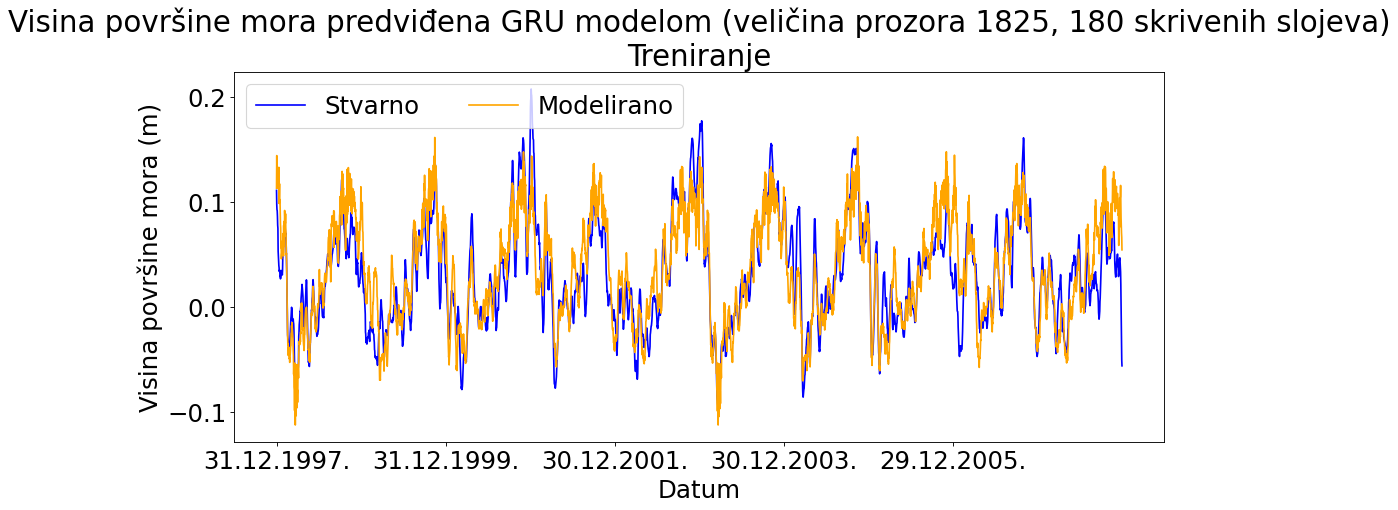 Visina površine mora predviđena GRU modelom (veličina prozora 1825, 180 skrivenih slojeva)
Treniranje
Stvarno Modelirano
Visina površine mora (m)
0.2
0.1
0.0
−0.1
31.12.1997. 31.12.1999. 30.12.2001. 30.12.2003. 29.12.2005.
Datum